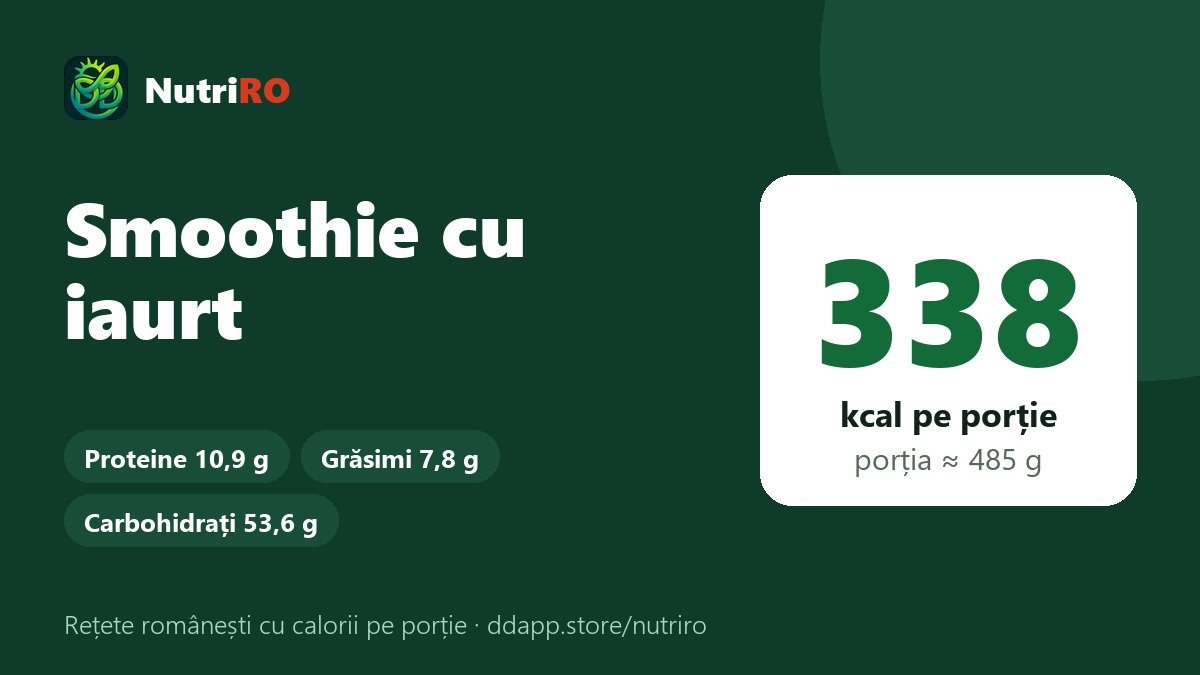 NutriRO
Smoothie cu
iaurt
338
kcal pe porție
porția ≈ 485 g
Proteine 10,9 g
Grăsimi 7,8 g
Carbohidrați 53,6 g
Rețete românești cu calorii pe porție · ddapp.store/nutriro